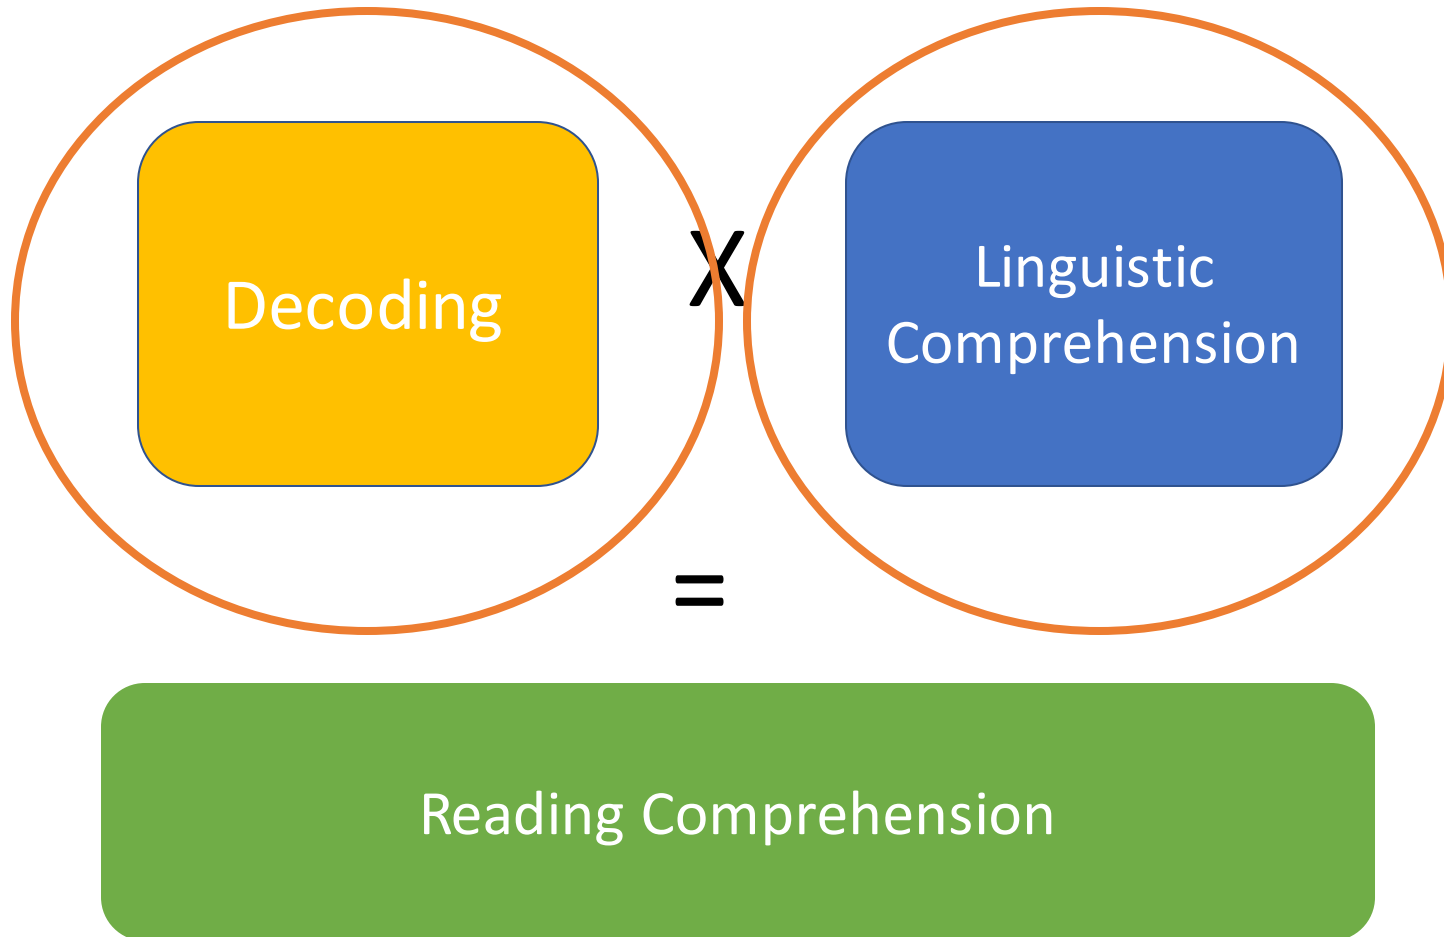 Decoding
X
Linguistic
Comprehension
=
Reading Comprehension